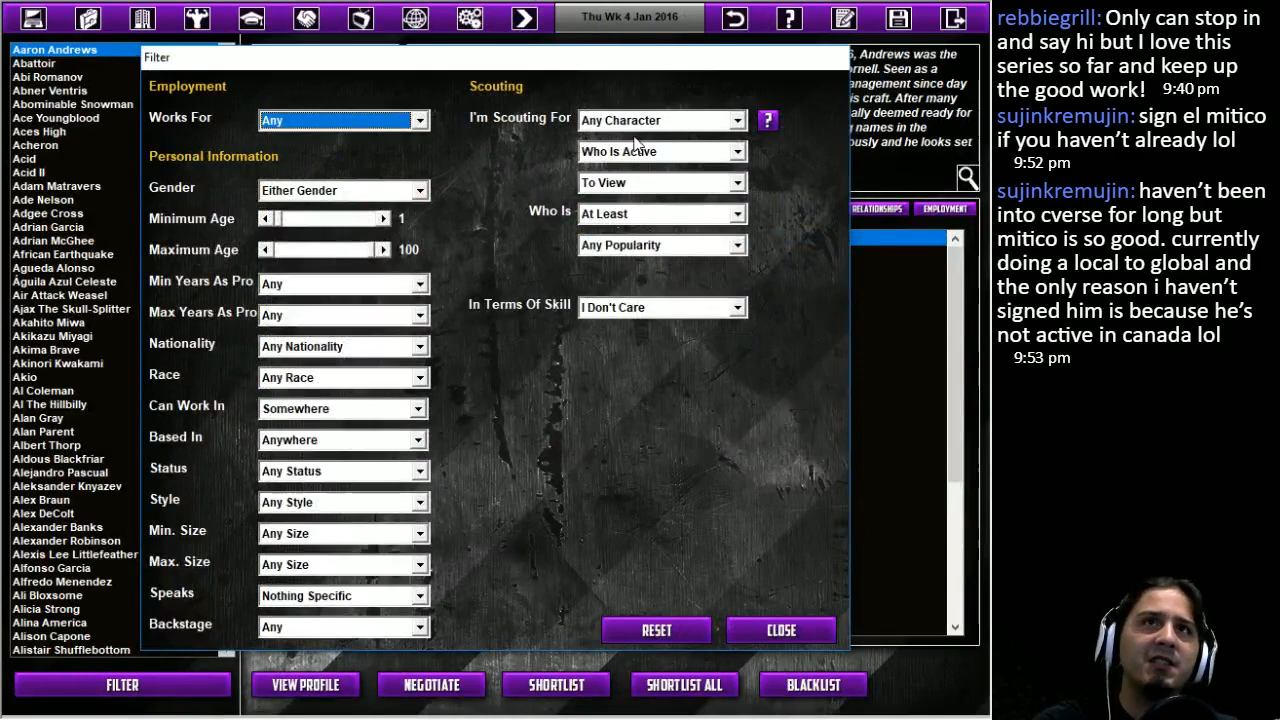 Thu Wk 4 Jan 2016
Aaron Andrews
Abattoir
Abi Romanov
Abner Ventris
Abominable Snowman
Ace Youngblood
Aces High
Acheron
Acid
Acid II
Adam Matravers
Ade Nelson
Adgee Cross
Adrian Garcia
Adrian McGhee
African Earthquake
Agueda Alonso
Águila Azul Celeste
Air Attack Weasel
Ajax The Skull-Splitter
Akahito Miwa
Akikazu Miyagi
Akima Brave
Akinori Kwakami
Akio
Al Coleman
Al The Hillbilly
Alan Gray
Alan Parent
Albert Thorp
Aldous Blackfriar
Alejandro Pascual
Aleksander Knyazev
Alex Braun
Alex DeColt
Alexander Banks
Alexander Robinson
Alexis Lee Littlefeather
Alfonso Garcia
Alfredo Menendez
Ali Bloxsome
Alicia Strong
Alina America
Alison Capone
Alistair Shufflebottom
FILTER
Filter
Employment
Works For Any
Personal Information
Gender Either Gender
Minimum Age 1
Maximum Age 100
Min Years As Pro Any
Max Years As Pro Any
Nationality Any Nationality
Race Any Race
Can Work In Somewhere
Based In Anywhere
Status Any Status
Style Any Style
Min. Size Any Size
Max. Size Any Size
Speaks Nothing Specific
Backstage Any
Scouting
I'm Scouting For Any Character ?
Who Is Active
To View
Who Is At Least
Any Popularity
In Terms Of Skill I Don't Care
RESET CLOSE
6, Andrews was the
rnell. Seen as a
nagement since day
is craft. After many
ally deemed ready for
names in the
ously and he looks set
RELATIONSHIPS EMPLOYMENT
VIEW PROFILE NEGOTIATE SHORTLIST SHORTLIST ALL BLACKLIST
rebbiegrill: Only can stop in
and say hi but I love this
series so far and keep up
the good work! 9:40 pm
sujinkremujin: sign el mitico
if you haven't already lol
9:52 pm
sujinkremujin: haven't been
into cverse for long but
mitico is so good. currently
doing a local to global and
the only reason i haven't
signed him is because he's
not active in canada lol
9:53 pm